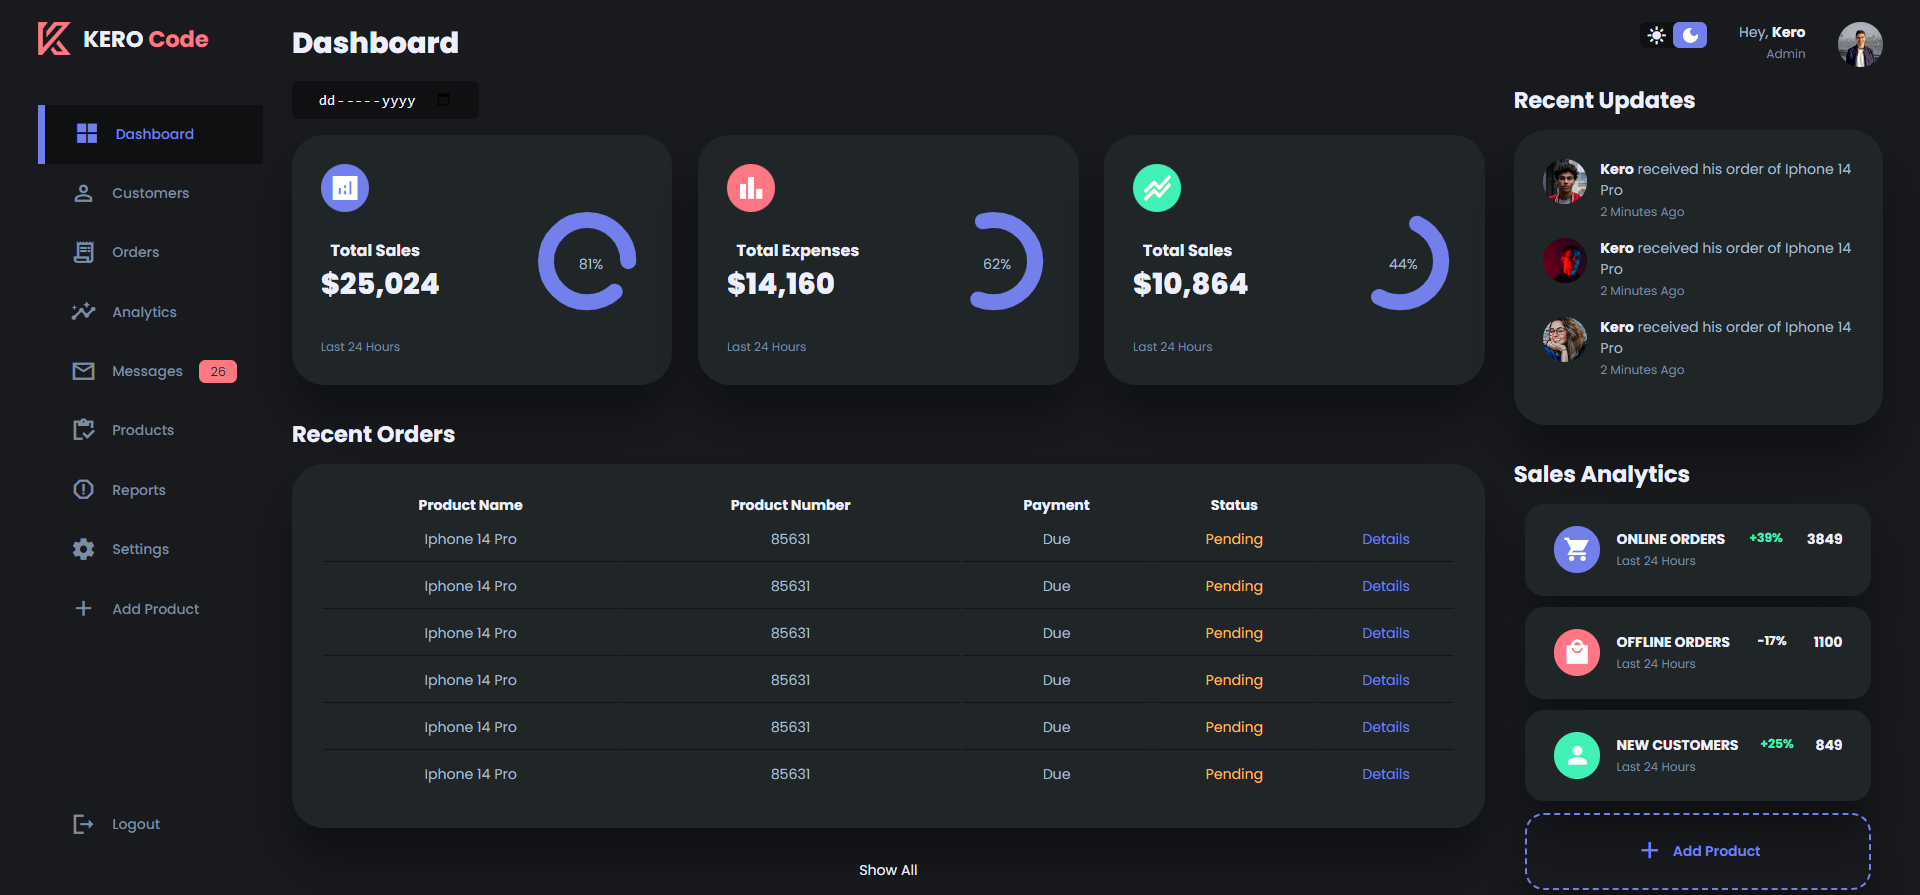 KERO Code
Dashboard
Customers
Orders
Analytics
Messages 26
Products
Reports
Settings
Add Product
Logout
Dashboard
dd-----yyyy
Total Sales
$25,024
81%
Last 24 Hours
Total Expenses
$14,160
62%
Last 24 Hours
Total Sales
$10,864
44%
Last 24 Hours
Recent Orders
Product Name Product Number Payment Status
Iphone 14 Pro 85631 Due Pending Details
Iphone 14 Pro 85631 Due Pending Details
Iphone 14 Pro 85631 Due Pending Details
Iphone 14 Pro 85631 Due Pending Details
Iphone 14 Pro 85631 Due Pending Details
Iphone 14 Pro 85631 Due Pending Details
Show All
Hey, Kero
Admin
Recent Updates
Kero received his order of Iphone 14
Pro
2 Minutes Ago
Kero received his order of Iphone 14
Pro
2 Minutes Ago
Kero received his order of Iphone 14
Pro
2 Minutes Ago
Sales Analytics
ONLINE ORDERS +39% 3849
Last 24 Hours
OFFLINE ORDERS -17% 1100
Last 24 Hours
NEW CUSTOMERS +25% 849
Last 24 Hours
Add Product